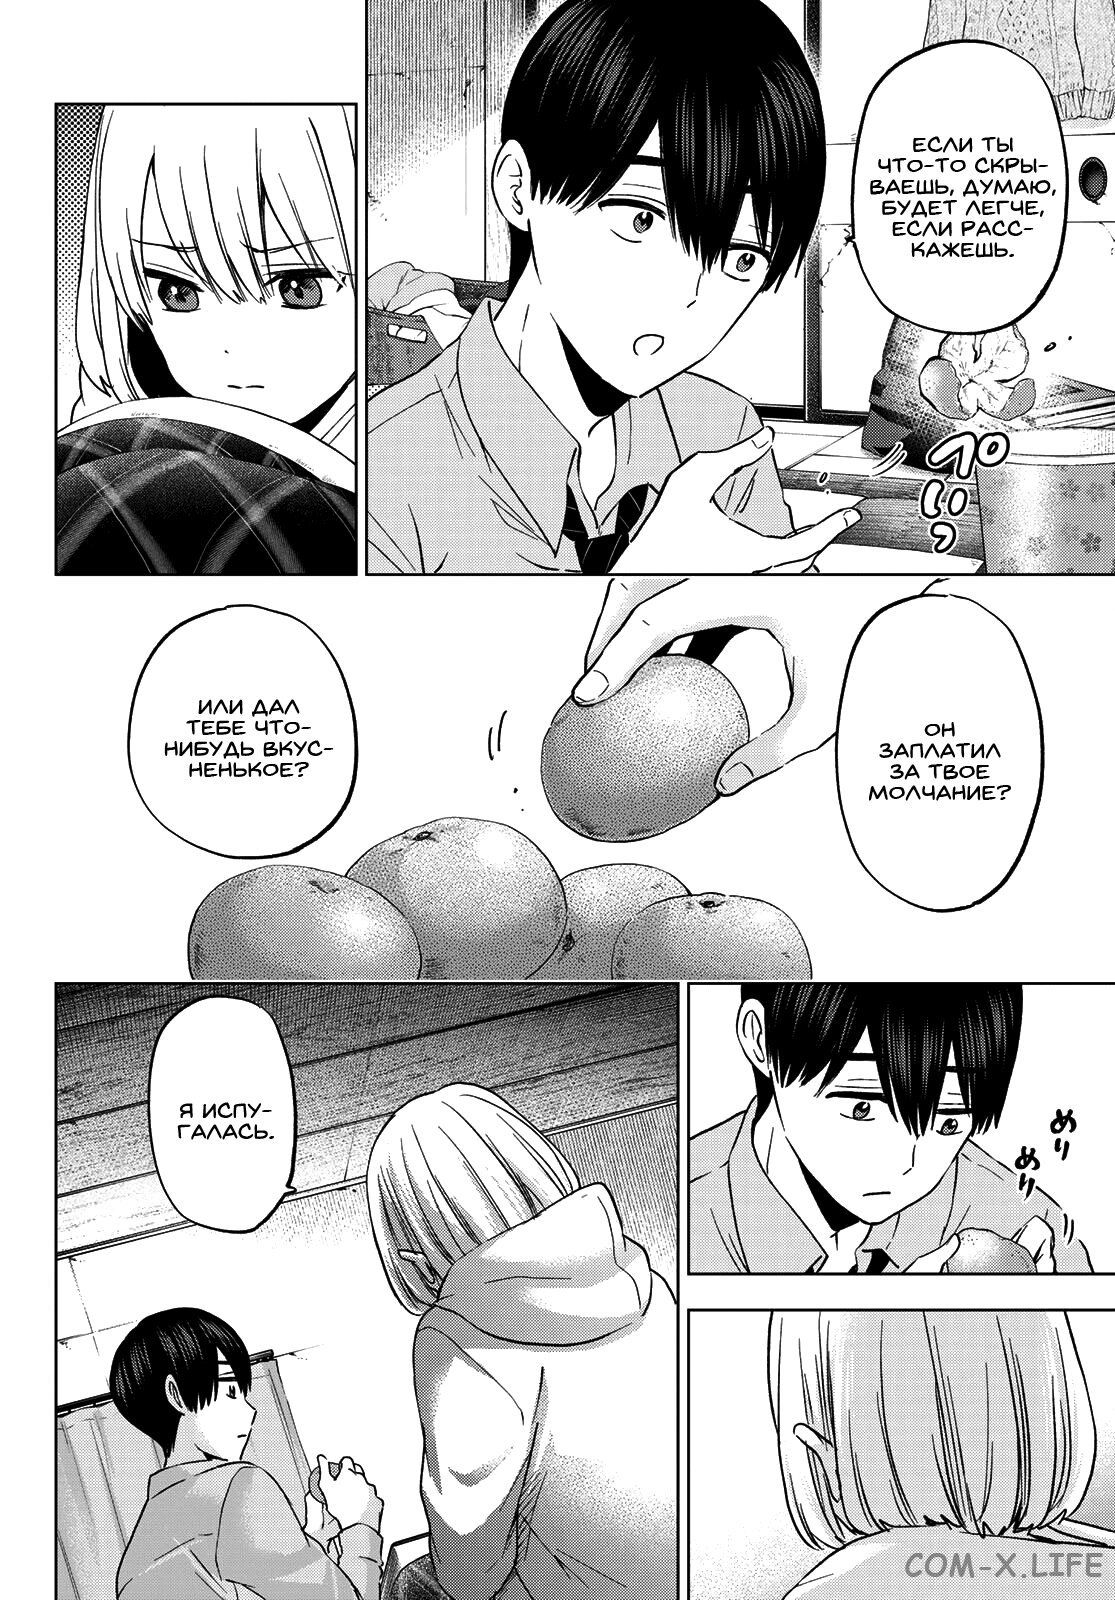 ЕСЛИ ТЫ
ЧТО-ТО СКРЫ-
ВАЕШЬ, ДУМАЮ,
БУДЕТ ЛЕГЧЕ,
ЕСЛИ РАСС-
КАЖЕШЬ.
ОН
ЗАПЛАТИЛ
ЗА ТВОЕ
МОЛЧАНИЕ?
ИЛИ ДАЛ
ТЕБЕ ЧТО-
НИБУДЬ ВКУС-
НЕНЬКОЕ?
めり
めり
Я ИСПУ-
ГАЛАСЬ.
COM-X.LIFE